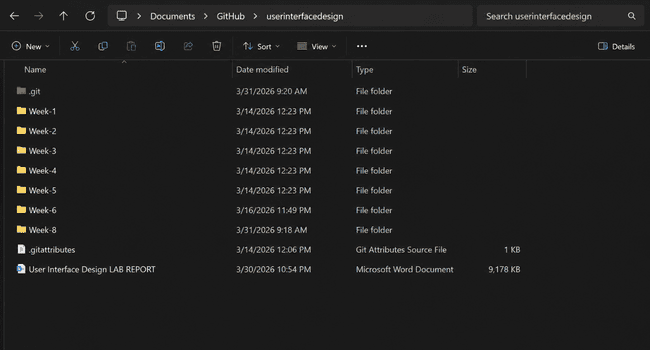 Documents > GitHub > userinterfacedesign
Search userinterfacedesign
New Sort View ... Details
Name Date modified Type Size
.git 3/31/2026 9:20 AM File folder
Week-1 3/14/2026 12:23 PM File folder
Week-2 3/14/2026 12:23 PM File folder
Week-3 3/14/2026 12:23 PM File folder
Week-4 3/14/2026 12:23 PM File folder
Week-5 3/14/2026 12:23 PM File folder
Week-6 3/16/2026 11:49 PM File folder
Week-8 3/31/2026 9:18 AM File folder
.gitattributes 3/14/2026 12:06 PM Git Attributes Source File 1 KB
User Interface Design LAB REPORT 3/30/2026 10:54 PM Microsoft Word Document 9,178 KB